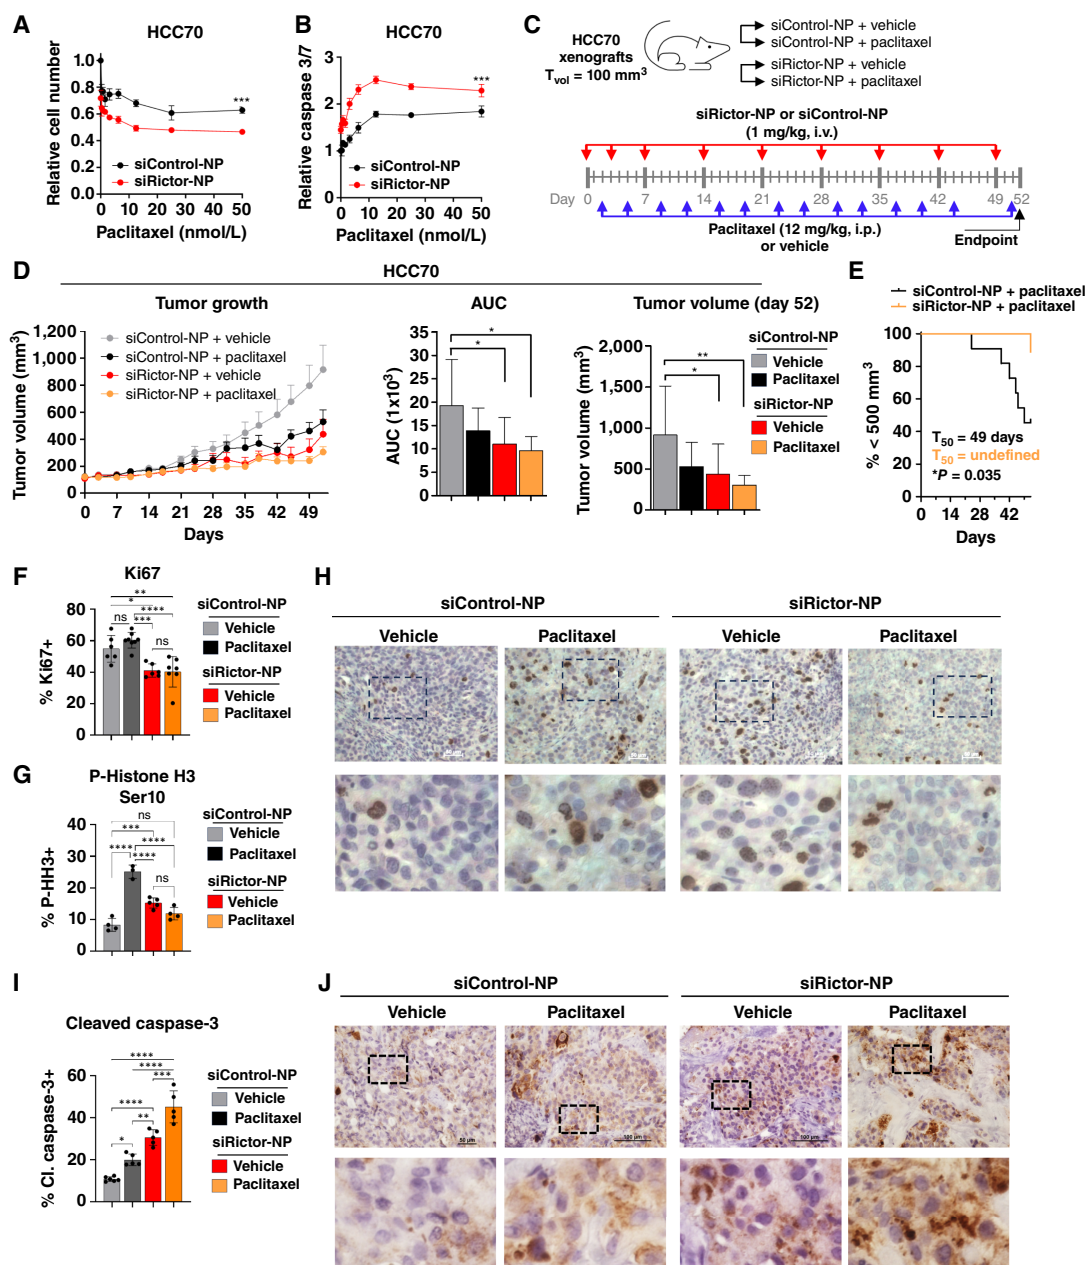 A
HCC70
Relative cell number
1.0
0.8
0.6
0.4
0.2
0.0
***
siControl-NP
siRictor-NP
0 10 20 30 40 50
Paclitaxel (nmol/L)
B
HCC70
Relative caspase 3/7
3
2
1
0
***
siControl-NP
siRictor-NP
0 10 20 30 40 50
Paclitaxel (nmol/L)
C
HCC70
xenografts
Tvol = 100 mm3
siControl-NP + vehicle
siControl-NP + paclitaxel
siRictor-NP + vehicle
siRictor-NP + paclitaxel
siRictor-NP or siControl-NP
(1 mg/kg, i.v.)
Day 0 7 14 21 28 35 42 49 52
Paclitaxel (12 mg/kg, i.p.)
or vehicle
Endpoint
D
HCC70
Tumor growth
Tumor volume (mm3)
1,200
1,000
800
600
400
200
0
siControl-NP + vehicle
siControl-NP + paclitaxel
siRictor-NP + vehicle
siRictor-NP + paclitaxel
0 7 14 21 28 35 42 49
Days
AUC
AUC (1x103)
35
30
25
20
15
10
5
0
*
*
Tumor volume (day 52)
Tumor volume (mm3)
2,000
1,500
1,000
500
0
**
*
siControl-NP
Vehicle
Paclitaxel
siRictor-NP
Vehicle
Paclitaxel
E
siControl-NP + paclitaxel
siRictor-NP + paclitaxel
% < 500 mm3
100
80
60
40
20
0
T50 = 49 days
T50 = undefined
*P = 0.035
0 14 28 42
Days
F
Ki67
% Ki67+
80
60
40
20
0
**
*
****
ns
***
ns
siControl-NP
Vehicle
Paclitaxel
siRictor-NP
Vehicle
Paclitaxel
G
P-Histone H3
Ser10
% P-HH3+
40
30
20
10
0
ns
***
****
****
****
ns
siControl-NP
Vehicle
Paclitaxel
siRictor-NP
Vehicle
Paclitaxel
H
siControl-NP
siRictor-NP
Vehicle
Paclitaxel
Vehicle
Paclitaxel
I
Cleaved caspase-3
% Cl. caspase-3+
60
40
20
0
****
****
***
****
**
*
siControl-NP
Vehicle
Paclitaxel
siRictor-NP
Vehicle
Paclitaxel
J
siControl-NP
siRictor-NP
Vehicle
Paclitaxel
Vehicle
Paclitaxel
50 µm
100 µm
100 µm